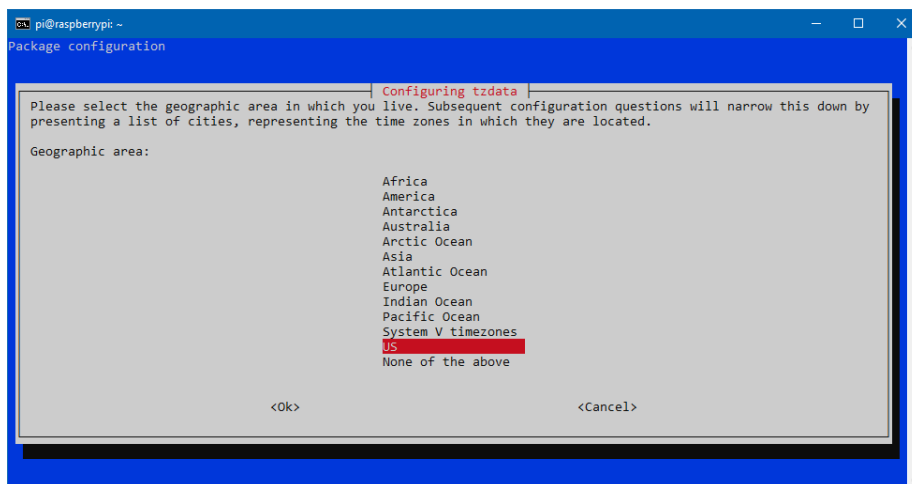 pi@raspberrypi: ~
Package configuration
Configuring tzdata
Please select the geographic area in which you live. Subsequent configuration questions will narrow this down by
presenting a list of cities, representing the time zones in which they are located.
Geographic area:
Africa
America
Antarctica
Australia
Arctic Ocean
Asia
Atlantic Ocean
Europe
Indian Ocean
Pacific Ocean
System V timezones
US
None of the above
<Ok> <Cancel>